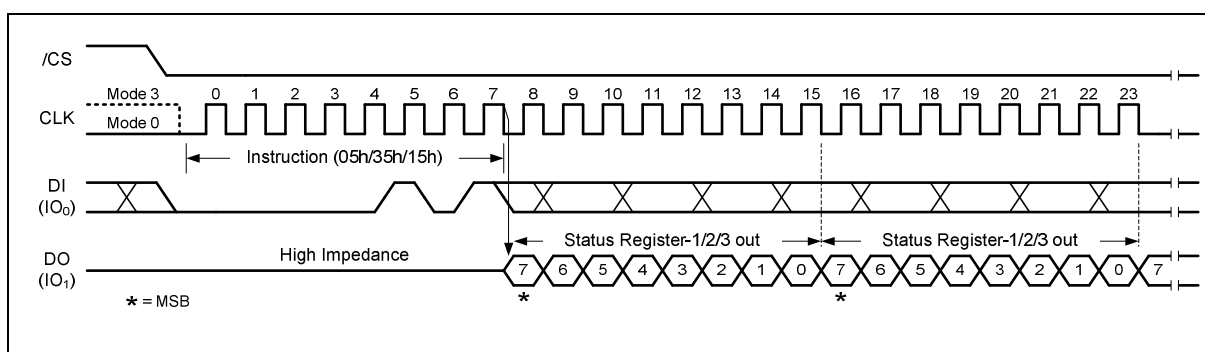 /CS
Mode 3
0 1 2 3 4 5 6 7 8 9 10 11 12 13 14 15 16 17 18 19 20 21 22 23
CLK
Mode 0
Instruction (05h/35h/15h)
DI
(IO₀)
Status Register-1/2/3 out Status Register-1/2/3 out
High Impedance
DO
(IO₁)
7 6 5 4 3 2 1 0 7 6 5 4 3 2 1 0 7
* = MSB * *